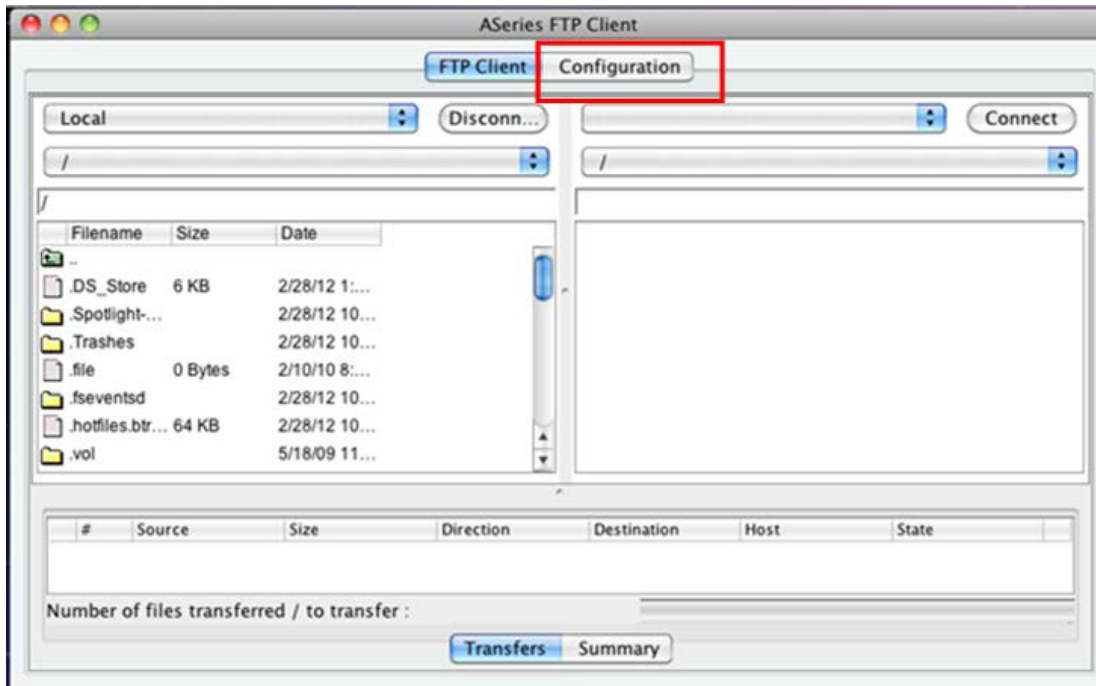 ASeries FTP Client
FTP Client Configuration
Local Disconn... Connect
/ /
/
Filename Size Date
..
.DS_Store 6 KB 2/28/12 1:...
.Spotlight-... 2/28/12 10...
.Trashes 2/28/12 10...
.file 0 Bytes 2/10/10 8:...
.fseventsd 2/28/12 10...
.hotfiles.btr... 64 KB 2/28/12 10...
.vol 5/18/09 11...
# Source Size Direction Destination Host State
Number of files transferred / to transfer :
Transfers Summary